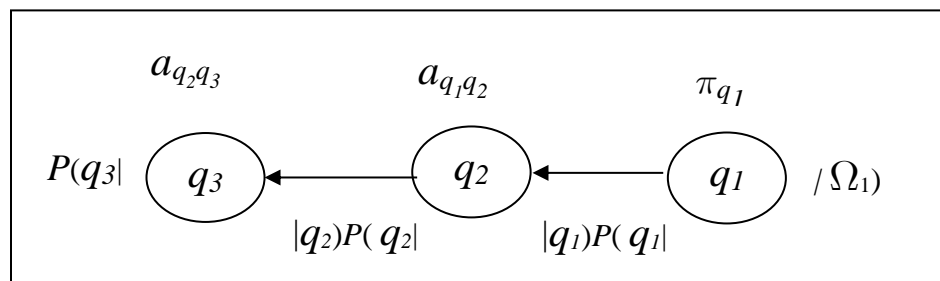 a_{q_2q_3} a_{q_1q_2} π_{q_1}
P(q_3| q_3 q_2 q_1 /Ω_1)
|q_2)P( q_2| |q_1)P( q_1|